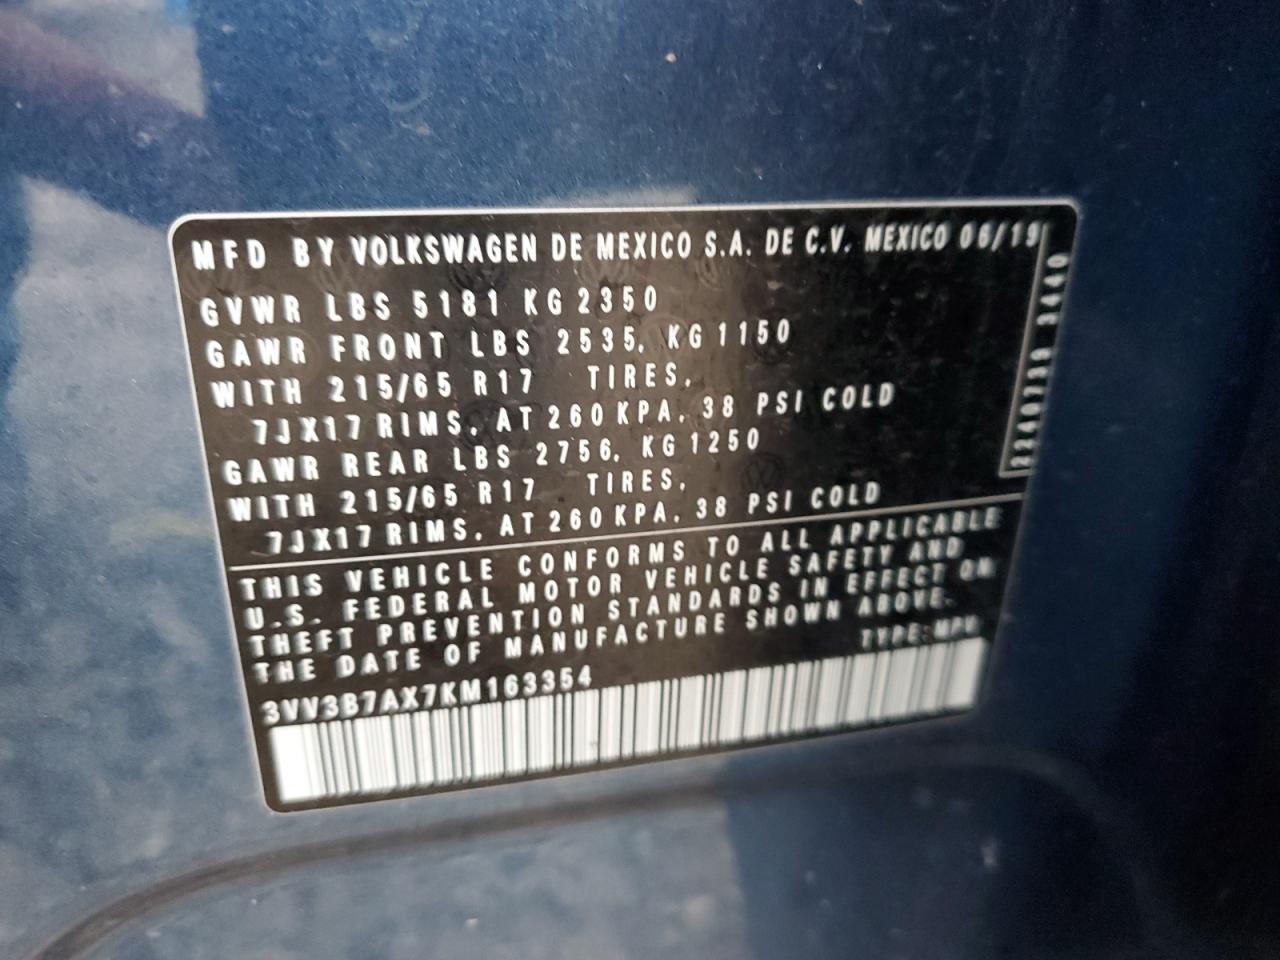 MFD BY VOLKSWAGEN DE MEXICO S.A. DE C.V. MEXICO 06/19
GVWR LBS 5181 KG 2350
GAWR FRONT LBS 2535, KG 1150
WITH 215/65 R17 TIRES,
7JX17 RIMS, AT 260 KPA, 38 PSI COLD
GAWR REAR LBS 2756, KG 1250
WITH 215/65 R17 TIRES,
7JX17 RIMS, AT 260 KPA, 38 PSI COLD
THIS VEHICLE CONFORMS TO ALL APPLICABLE
U.S. FEDERAL MOTOR VEHICLE SAFETY AND
THEFT PREVENTION STANDARDS IN EFFECT ON
THE DATE OF MANUFACTURE SHOWN ABOVE.
TYPE: MPV
3VV3B7AX7KM163354